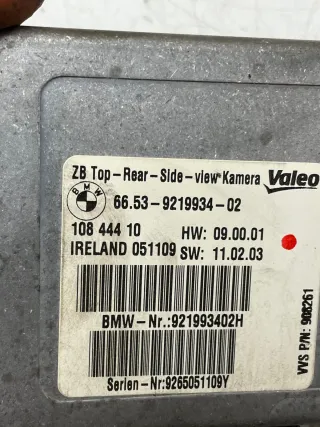 ZB Top-Rear-Side-view Kamera Valeo
BMW
66.53-9219934-02
108 444 10 HW: 09.00.01
IRELAND 051109 SW: 11.02.03
BMW-Nr.:921993402H
Serien-Nr:9265051109Y
VVS P/N: 908261